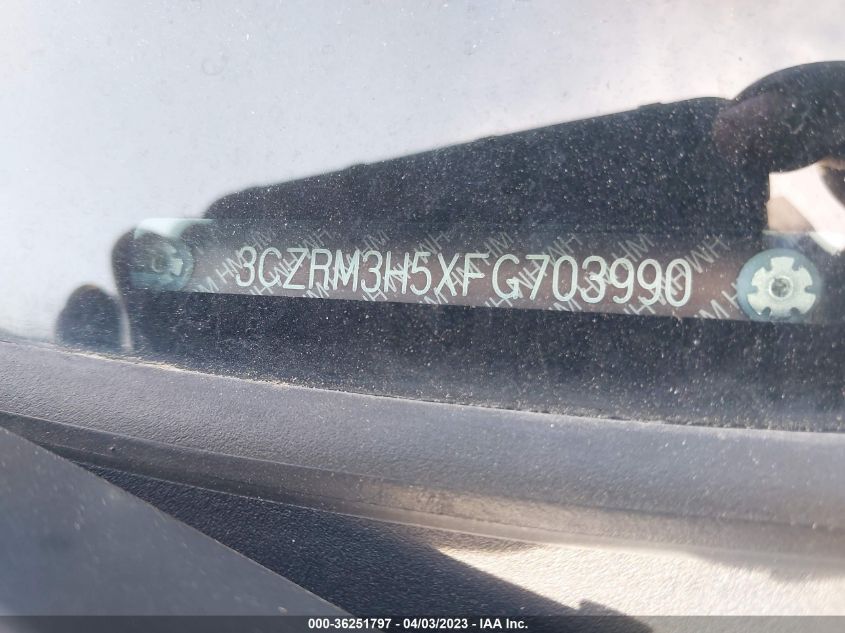 3CZRM3H5XFG703990
000-36251797 - 04/03/2023 - IAA Inc.